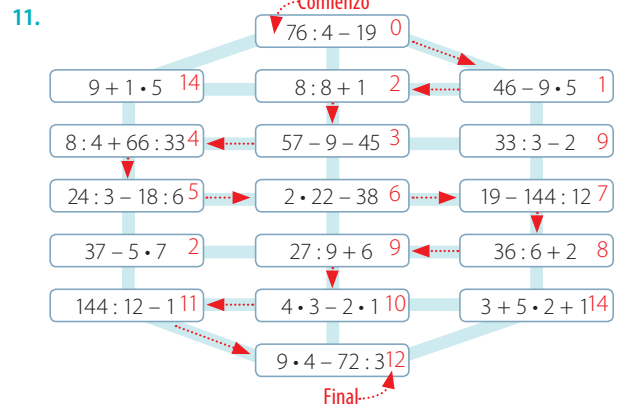 Comienzo
11.
76 : 4 – 19 0
9 + 1 • 5 14
8 : 8 + 1 2
46 – 9 • 5 1
8 : 4 + 66 : 33 4
57 – 9 – 45 3
33 : 3 – 2 9
24 : 3 – 18 : 6 5
2 • 22 – 38 6
19 – 144 : 12 7
37 – 5 • 7 2
27 : 9 + 6 9
36 : 6 + 2 8
144 : 12 – 1 11
4 • 3 – 2 • 1 10
3 + 5 • 2 + 1 14
9 • 4 – 72 : 3 12
Final